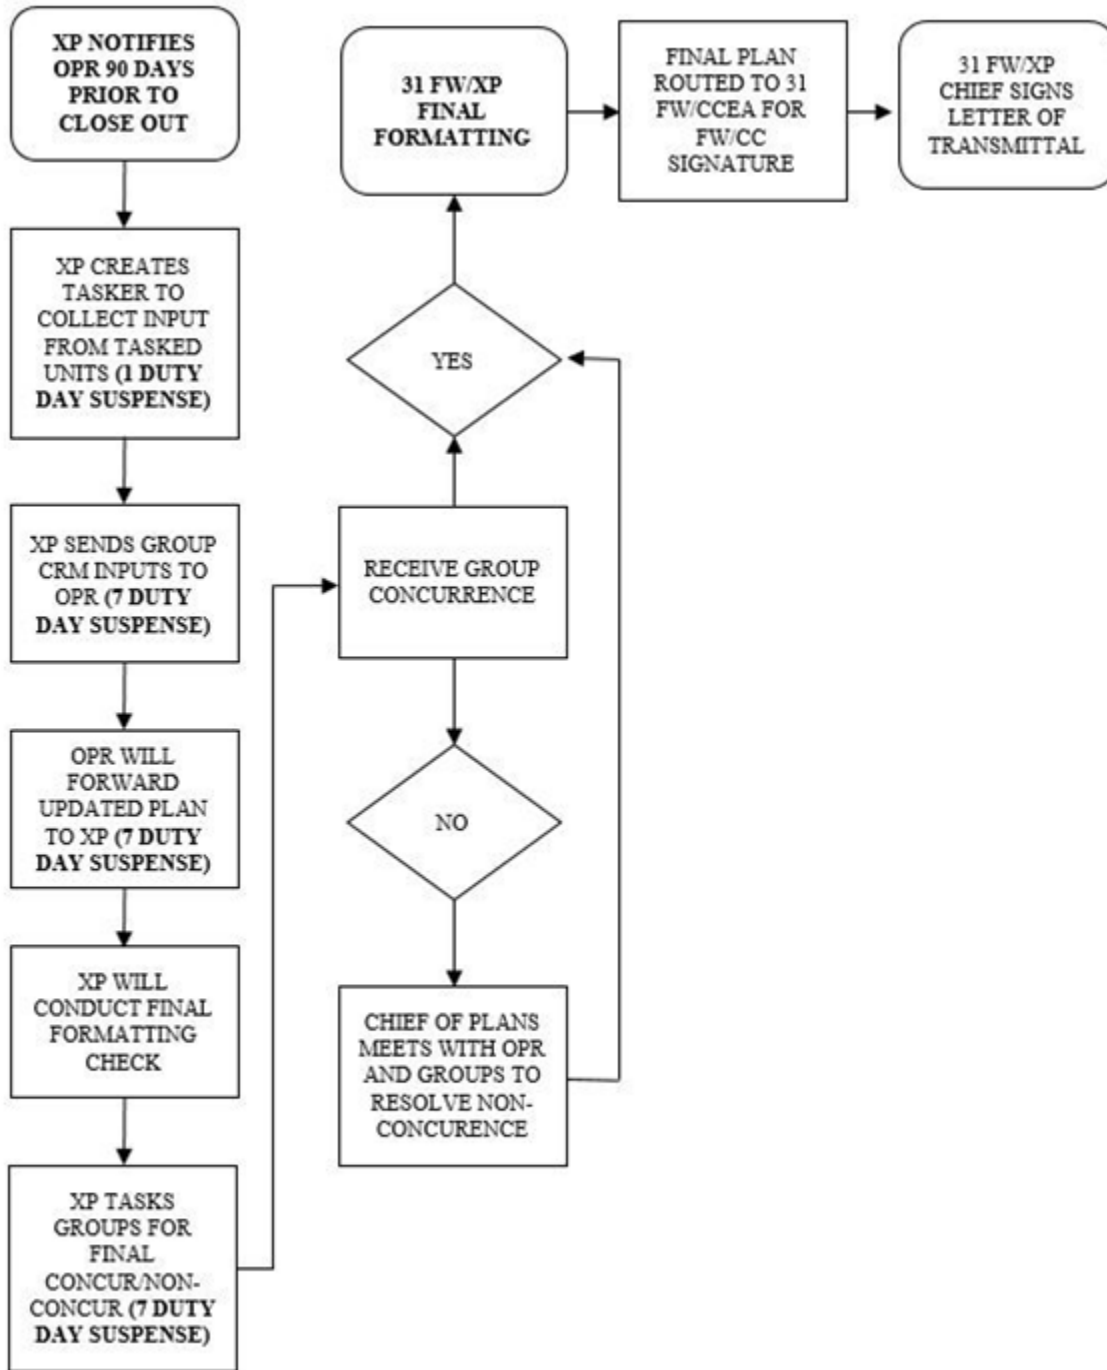 XP NOTIFIES
OPR 90 DAYS
PRIOR TO
CLOSE OUT
XP CREATES
TASKER TO
COLLECT INPUT
FROM TASKED
UNITS (1 DUTY
DAY SUSPENSE)
XP SENDS GROUP
CRM INPUTS TO
OPR (7 DUTY
DAY SUSPENSE)
OPR WILL
FORWARD
UPDATED PLAN
TO XP (7 DUTY
DAY SUSPENSE)
XP WILL
CONDUCT FINAL
FORMATTING
CHECK
XP TASKS
GROUPS FOR
FINAL
CONCUR/NON-
CONCUR (7 DUTY
DAY SUSPENSE)
RECEIVE GROUP
CONCURRENCE
YES
NO
CHIEF OF PLANS
MEETS WITH OPR
AND GROUPS TO
RESOLVE NON-
CONCURENCE
31 FW/XP
FINAL
FORMATTING
FINAL PLAN
ROUTED TO 31
FW/CCEA FOR
FW/CC
SIGNATURE
31 FW/XP
CHIEF SIGNS
LETTER OF
TRANSMITTAL